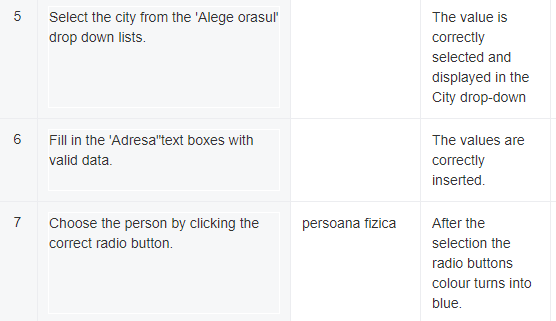 5
Select the city from the 'Alege orasul'
drop down lists.
The value is
correctly
selected and
displayed in the
City drop-down
6
Fill in the 'Adresa"text boxes with
valid data.
The values are
correctly
inserted.
7
Choose the person by clicking the
correct radio button.
persoana fizica
After the
selection the
radio buttons
colour turns into
blue.